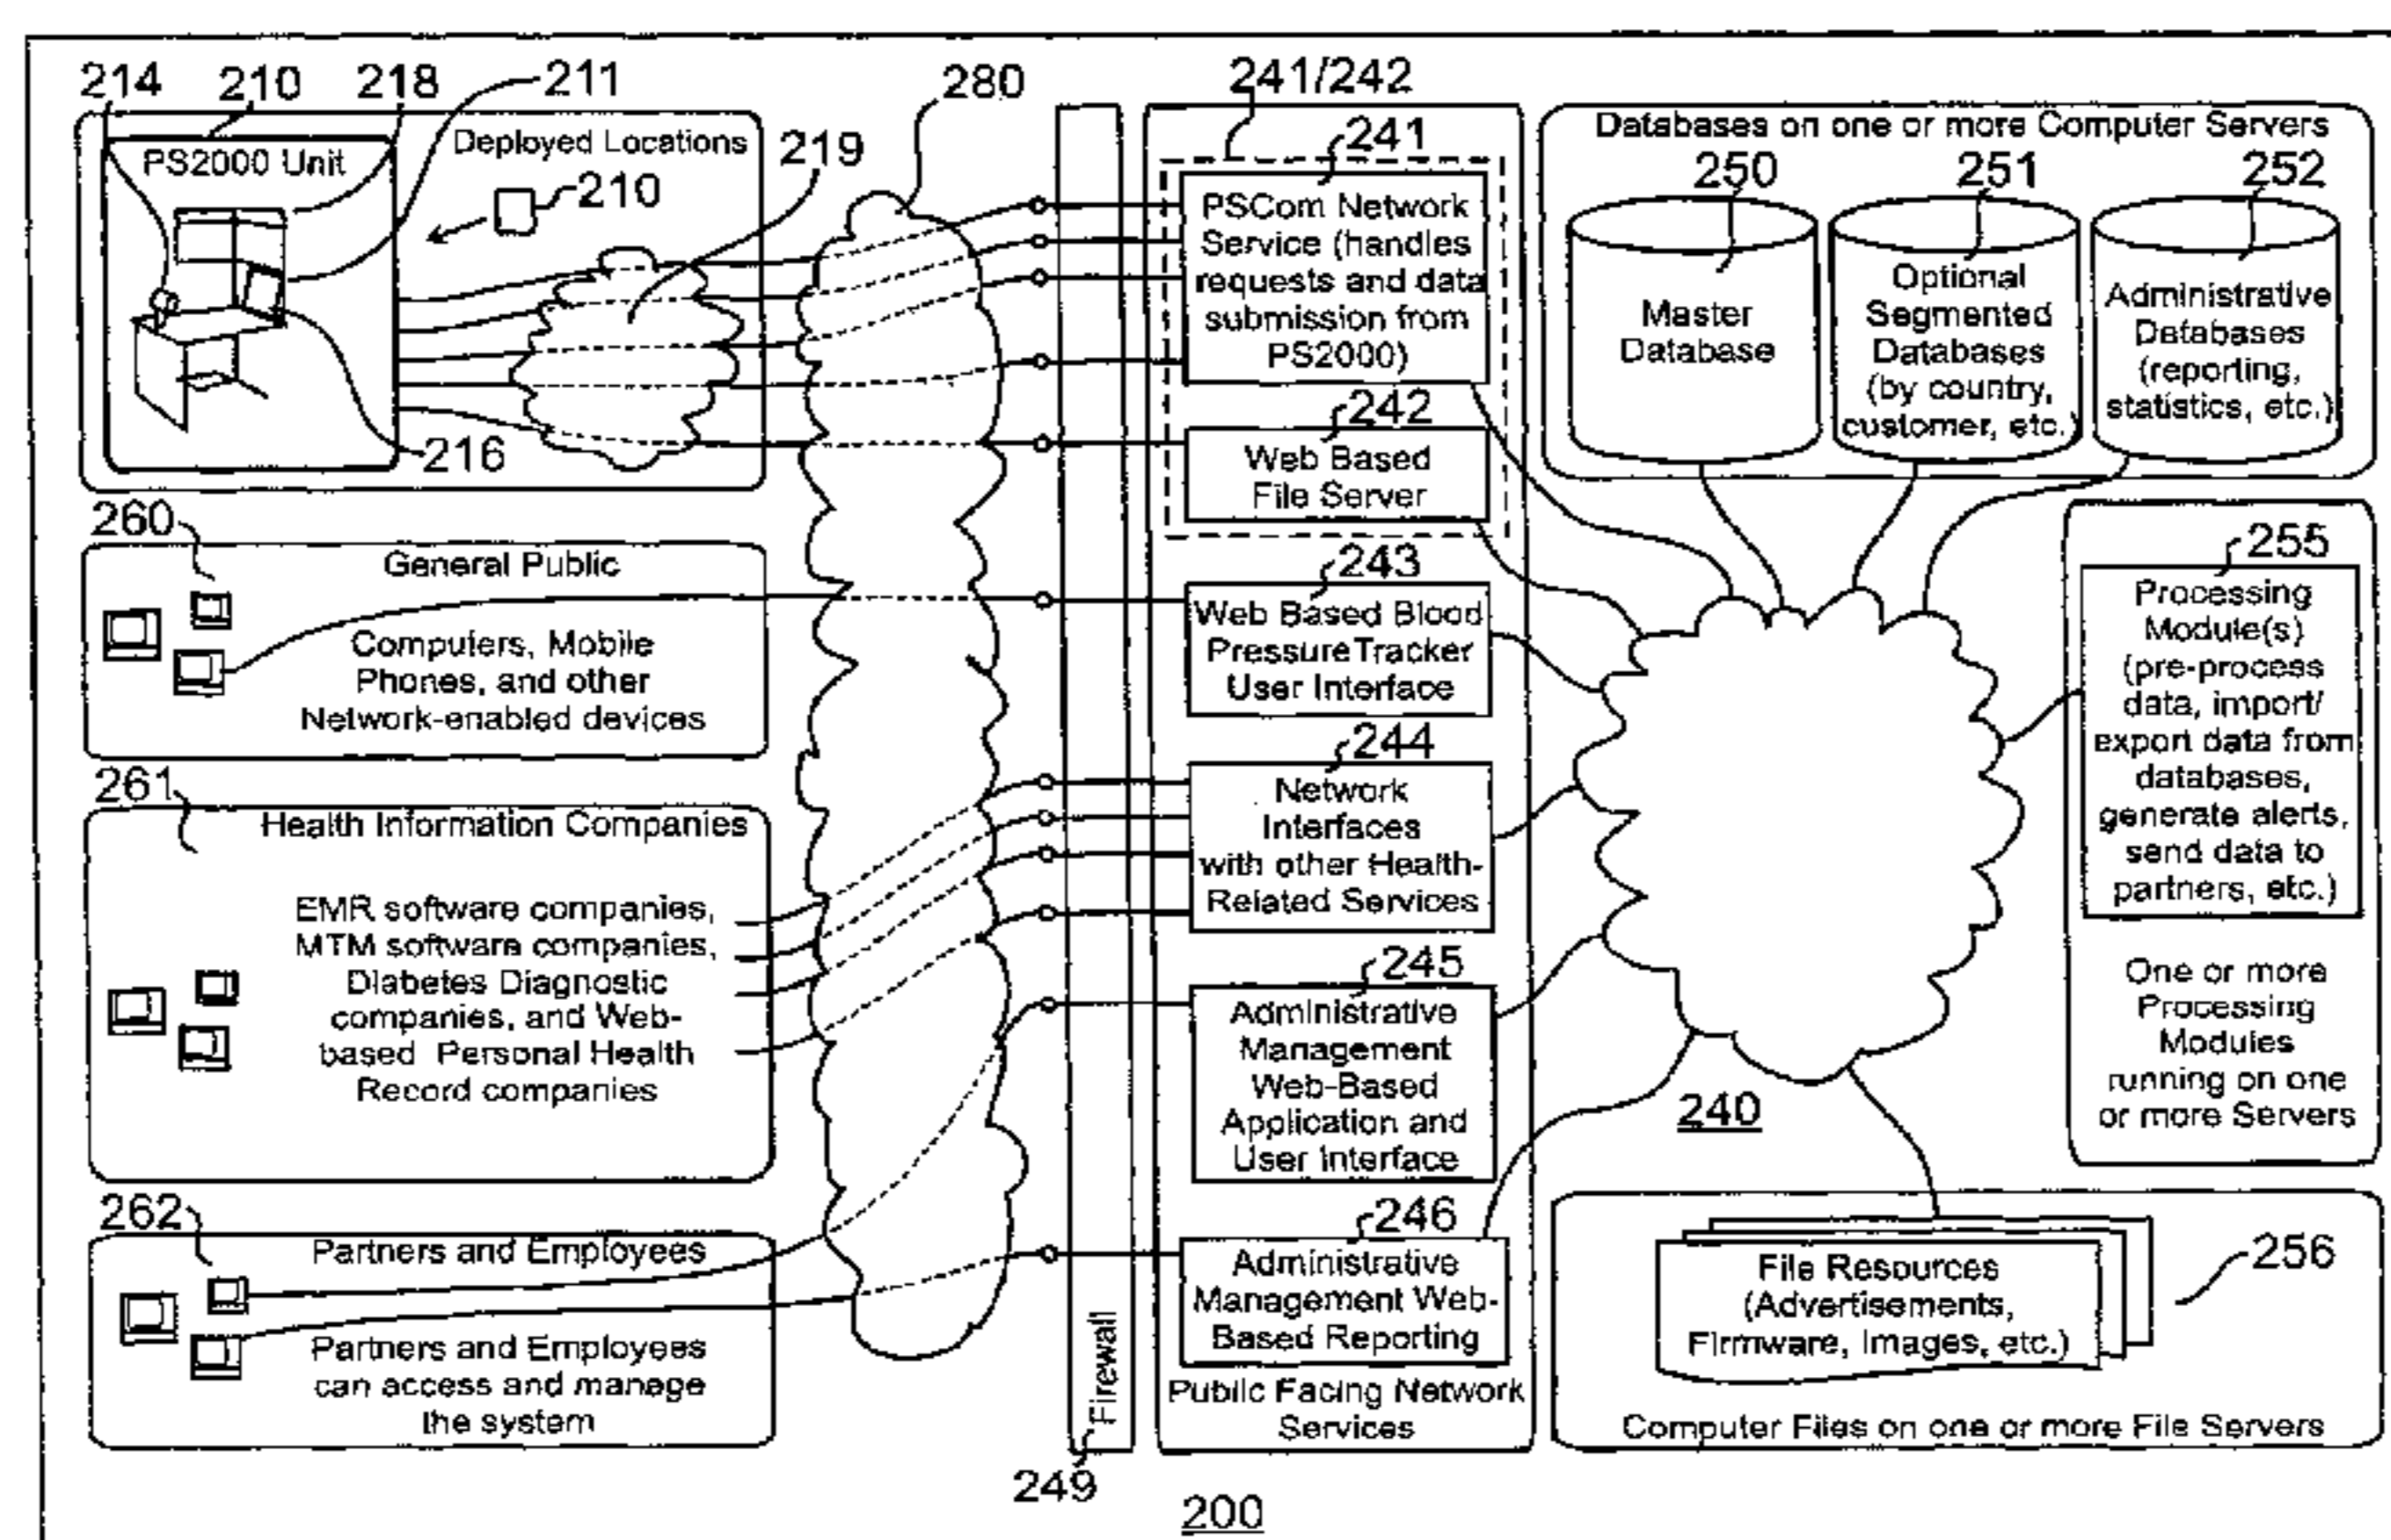 214
210
218
211
280
241/242
PS2000 Unit
Deployed Locations
219
210
216
241
PSCom Network
Service (handles
requests and data
submission from
PS2000)
242
Web Based
File Server
Databases on one or more Computer Servers
250
251
252
Master
Database
Optional
Segmented
Databases
(by country,
customer, etc.)
Administrative
Databases
(reporting,
statistics, etc.)
260
General Public
Computers, Mobile
Phones, and other
Network-enabled devices
243
Web Based Blood
PressureTracker
User Interface
255
Processing
Module(s)
(pre-process
data, import/
export data from
databases,
generate alerts,
send data to
partners, etc.)
One or more
Processing
Modules
running on one
or more Servers
261
Health Information Companies
EMR software companies,
MTM software companies,
Diabetes Diagnostic
companies, and Web-
based Personal Health
Record companies
244
Network
Interfaces
with other Health-
Related Services
245
Administrative
Management
Web-Based
Application and
User Interface
240
262
Partners and Employees
Partners and Employees
can access and manage
the system
Firewall
249
246
Administrative
Management Web-
Based Reporting
Public Facing Network
Services
256
File Resources
(Advertisements,
Firmware, Images, etc.)
Computer Files on one or more File Servers
200